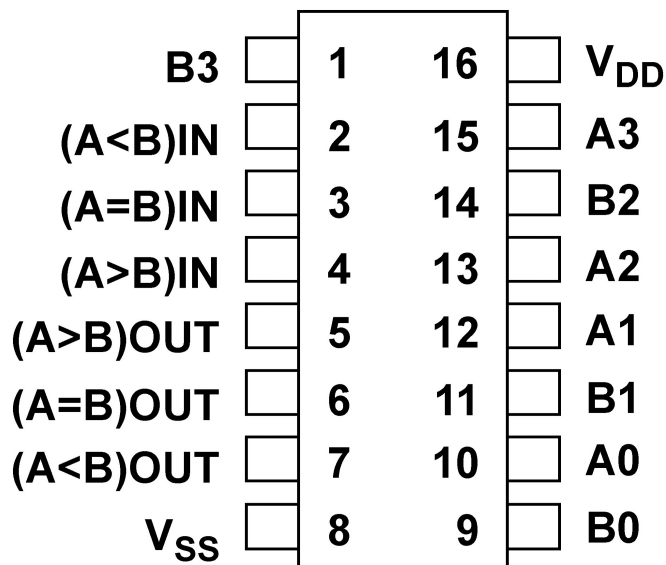 B3 1 16 VDD
(A<B)IN 2 15 A3
(A=B)IN 3 14 B2
(A>B)IN 4 13 A2
(A>B)OUT 5 12 A1
(A=B)OUT 6 11 B1
(A<B)OUT 7 10 A0
VSS 8 9 B0